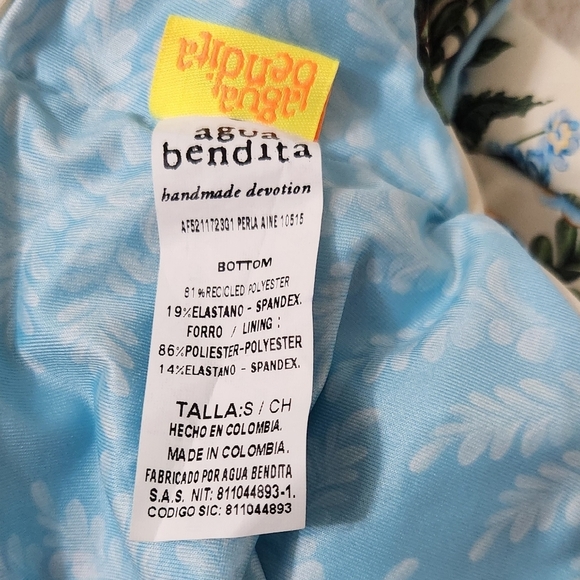 agua
bendita
agua
bendita
handmade devotion
AF5211723G1 PERLA AINE 10515
BOTTOM
81%RECICLED POLYESTER
19%ELASTANO - SPANDEX.
FORRO / LINING :
86%POLIESTER-POLYESTER
14%ELASTANO - SPANDEX.
TALLA:S / CH
HECHO EN COLOMBIA.
MADE IN COLOMBIA.
FABRICADO POR AGUA BENDITA
S.A.S. NIT: 811044893-1.
CODIGO SIC: 811044893